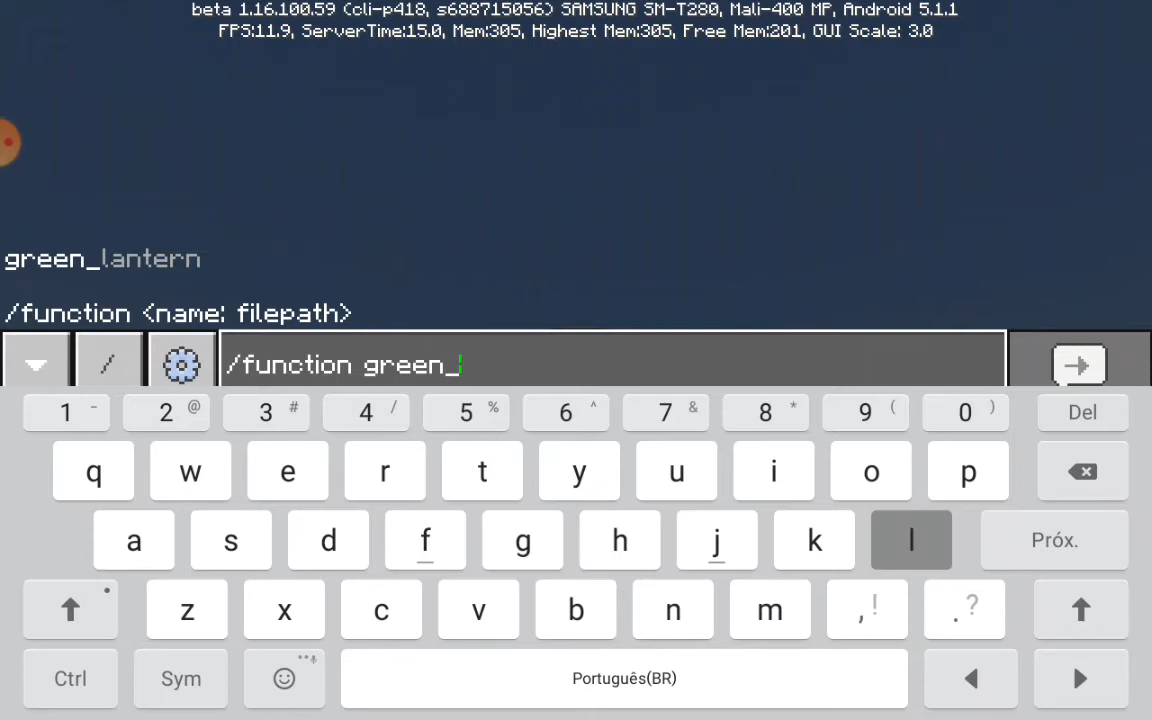 beta 1.16.100.59 (cli-p418, s688715056) SAMSUNG SM-T280, Mali-400 MP, Android 5.1.1
FPS:11.9, ServerTime:15.0, Mem:305, Highest Mem:305, Free Mem:201, GUI Scale: 3.0
green_lantern
/function <name: filepath>
/ /function green_
1 - 2 @ 3 # 4 / 5 % 6 ^ 7 & 8 * 9 ( 0 ) Del
q w e r t y u i o p
a s d f g h j k l Próx.
z x c v b n m , ! . ?
Ctrl Sym Português(BR)